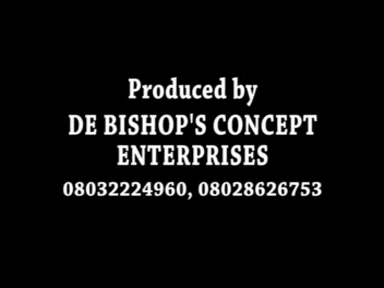 Produced by
DE BISHOP'S CONCEPT
ENTERPRISES
08032224960, 08028626753